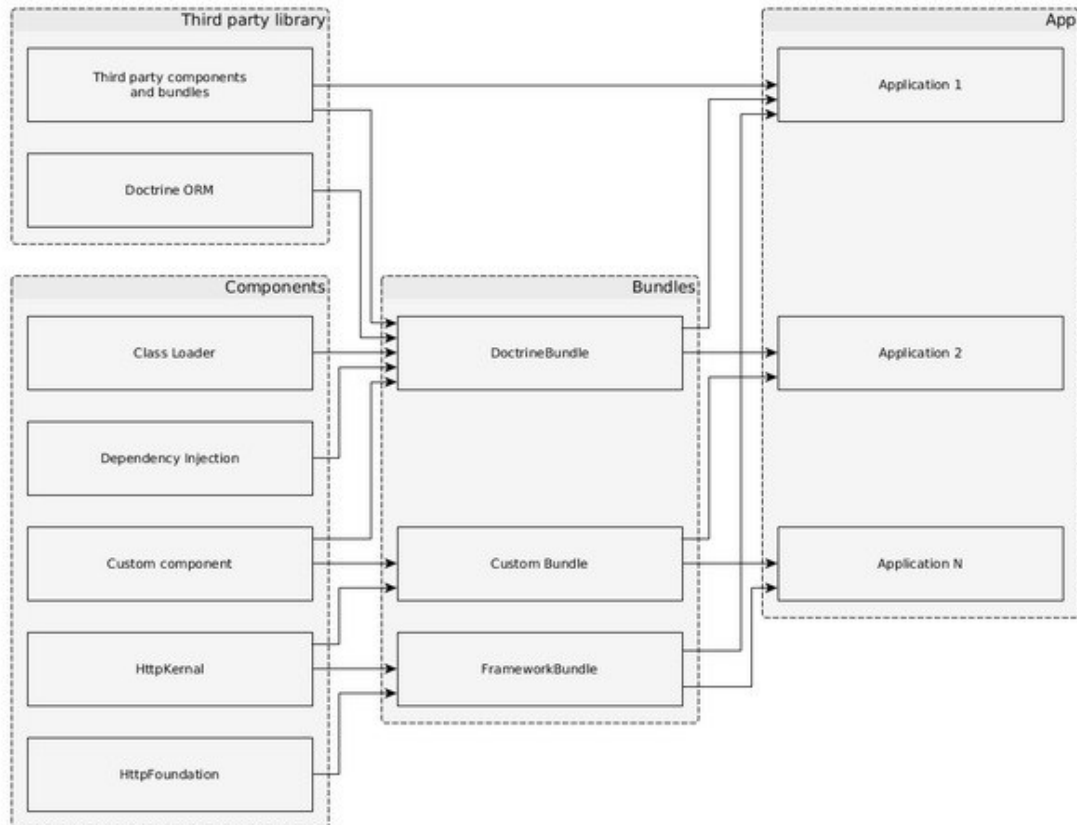 Third party library
Third party components
and bundles
Doctrine ORM
Components
Class Loader
Dependency Injection
Custom component
HttpKernal
HttpFoundation
Bundles
DoctrineBundle
Custom Bundle
FrameworkBundle
App
Application 1
Application 2
Application N